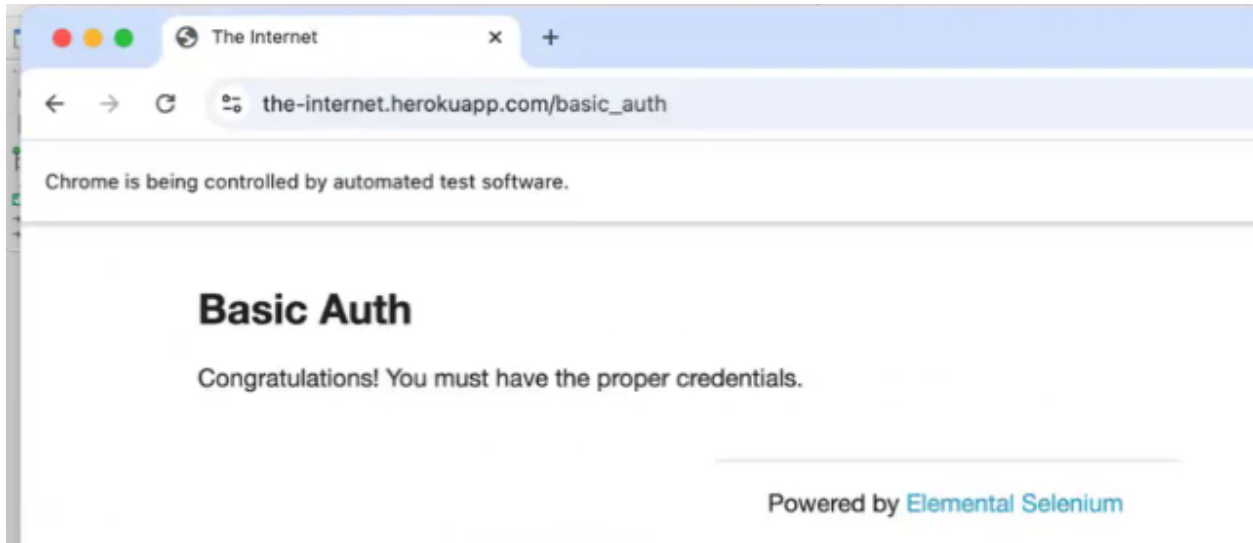 The Internet
the-internet.herokuapp.com/basic_auth
Chrome is being controlled by automated test software.
Basic Auth
Congratulations! You must have the proper credentials.
Powered by Elemental Selenium